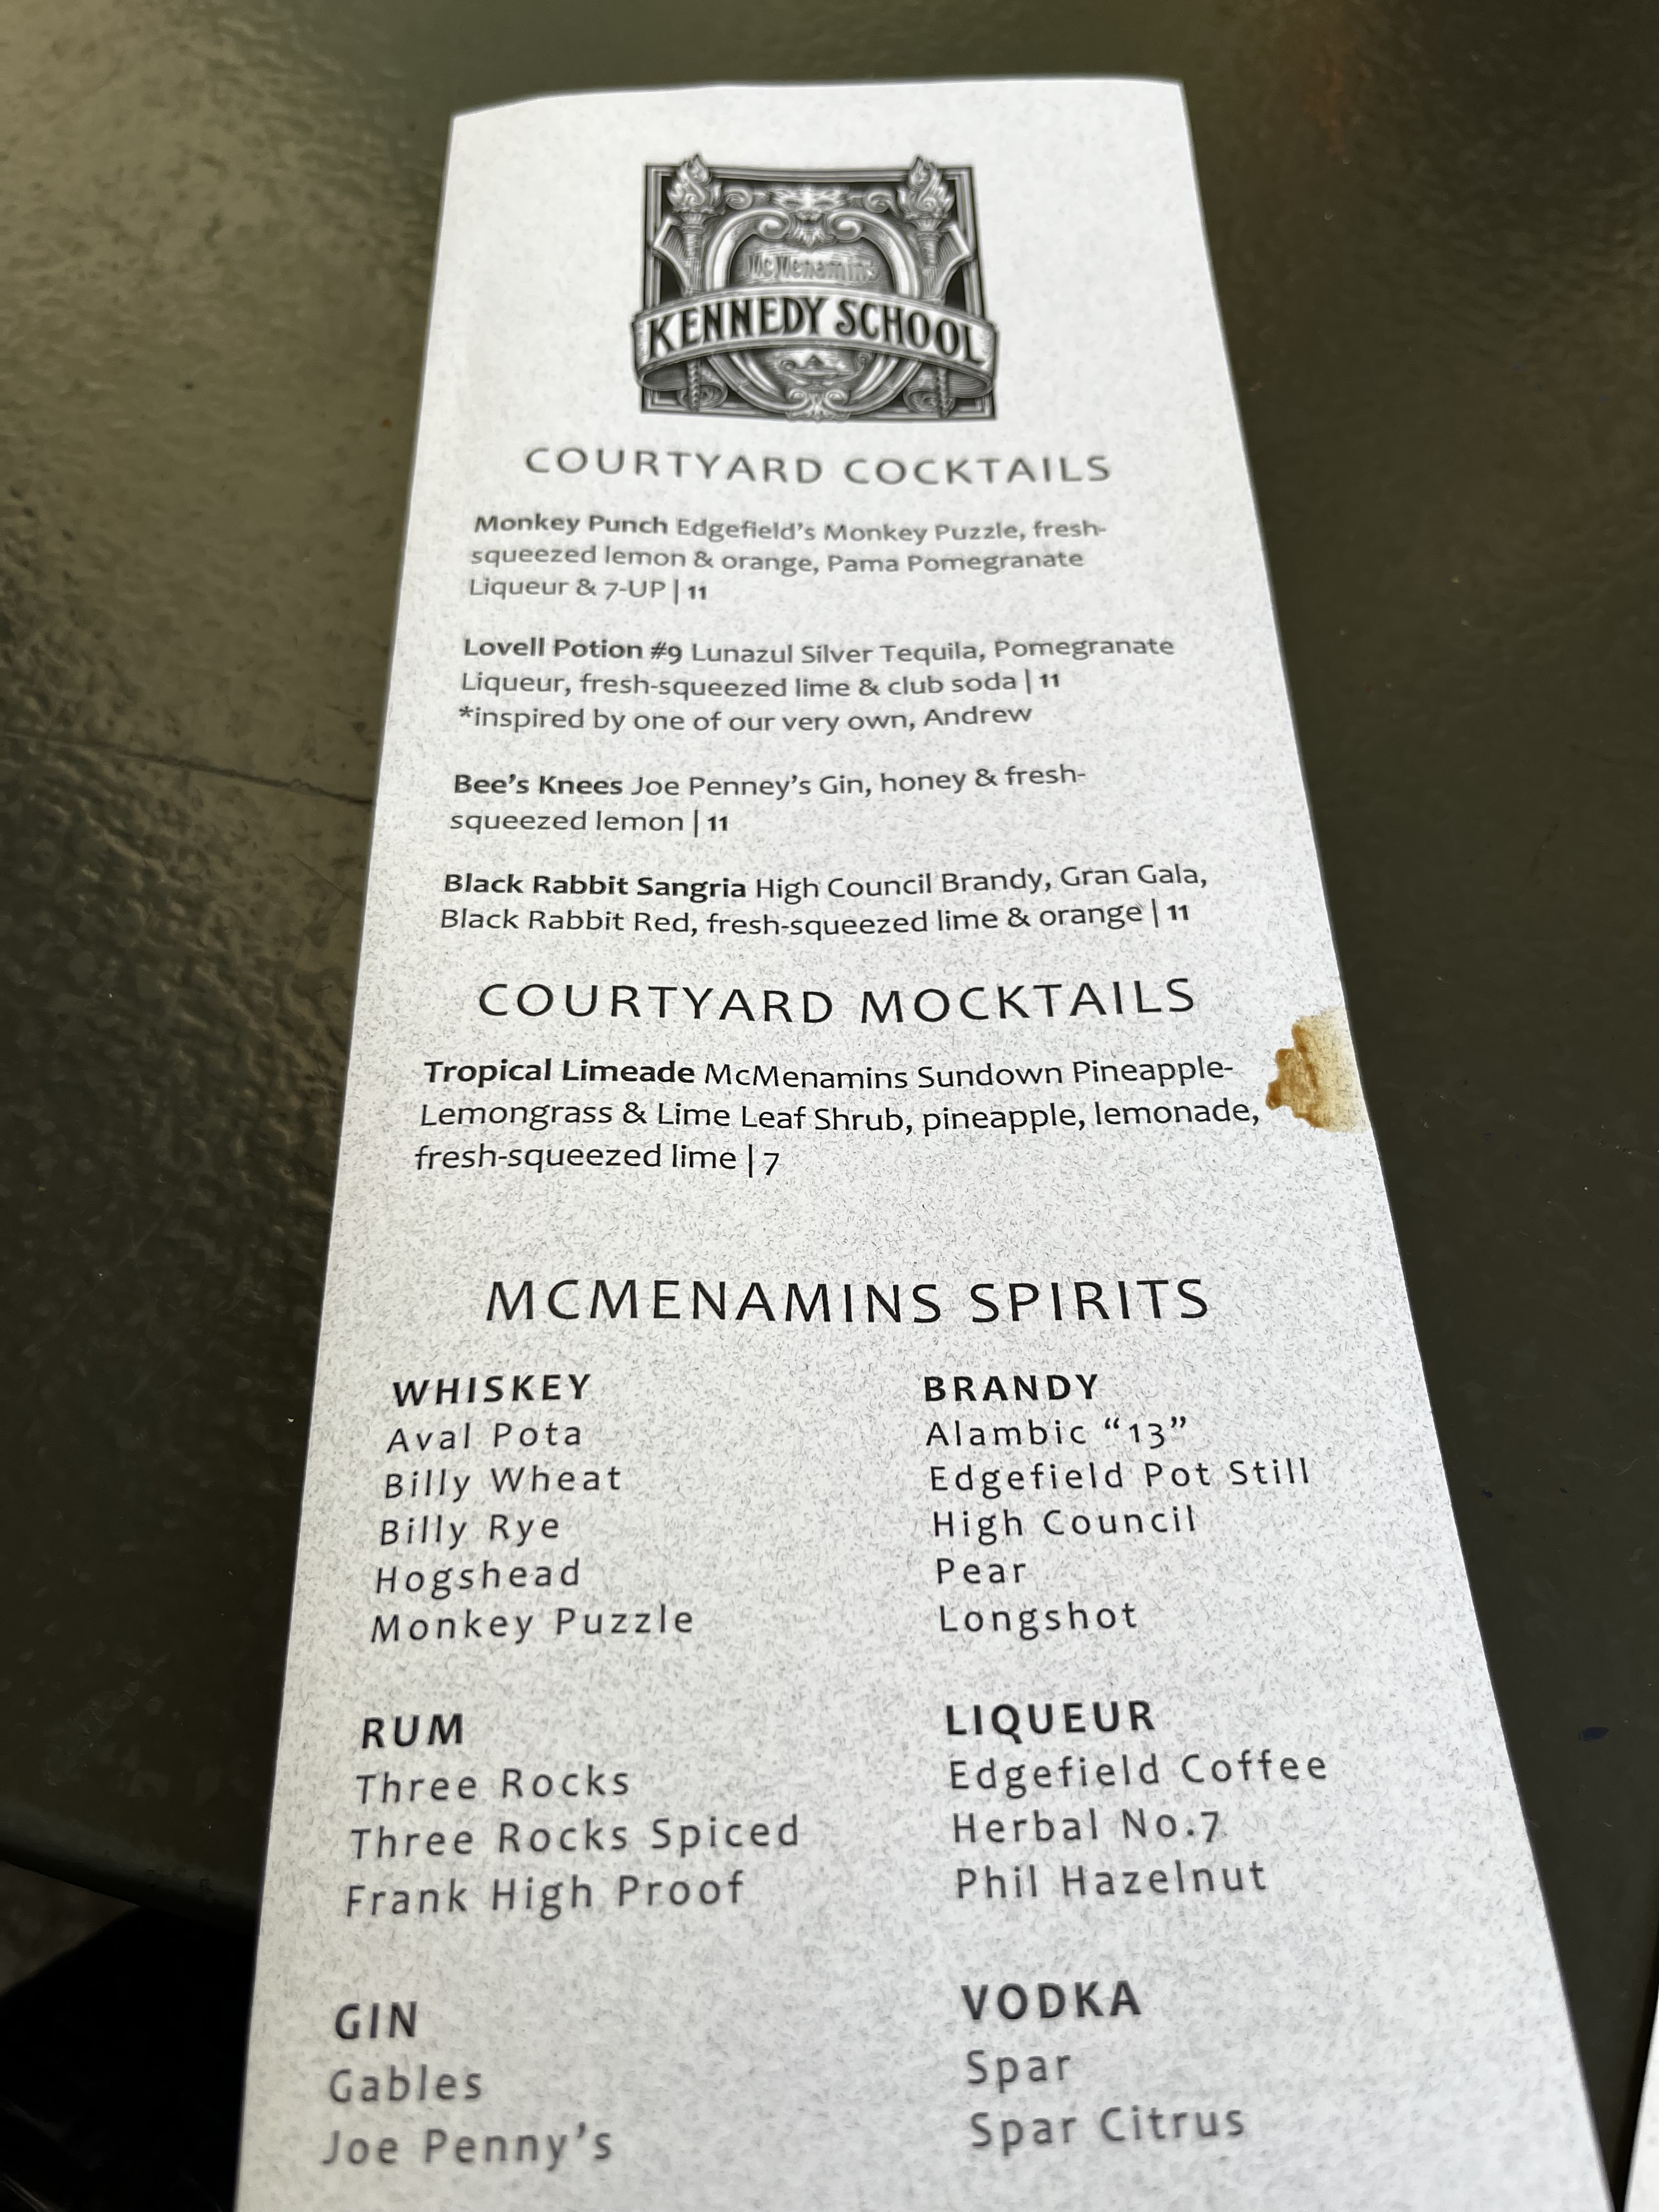 McMenamins
KENNEDY SCHOOL
COURTYARD COCKTAILS
Monkey Punch Edgefield's Monkey Puzzle, fresh-
squeezed lemon & orange, Pama Pomegranate
Liqueur & 7-UP | 11
Lovell Potion #9 Lunazul Silver Tequila, Pomegranate
Liqueur, fresh-squeezed lime & club soda | 11
*inspired by one of our very own, Andrew
Bee's Knees Joe Penney's Gin, honey & fresh-
squeezed lemon | 11
Black Rabbit Sangria High Council Brandy, Gran Gala,
Black Rabbit Red, fresh-squeezed lime & orange | 11
COURTYARD MOCKTAILS
Tropical Limeade McMenamins Sundown Pineapple-
Lemongrass & Lime Leaf Shrub, pineapple, lemonade,
fresh-squeezed lime | 7
MCMENAMINS SPIRITS
WHISKEY
Aval Pota
Billy Wheat
Billy Rye
Hogshead
Monkey Puzzle
BRANDY
Alambic “13”
Edgefield Pot Still
High Council
Pear
Longshot
RUM
Three Rocks
Three Rocks Spiced
Frank High Proof
LIQUEUR
Edgefield Coffee
Herbal No.7
Phil Hazelnut
GIN
Gables
Joe Penny's
VODKA
Spar
Spar Citrus